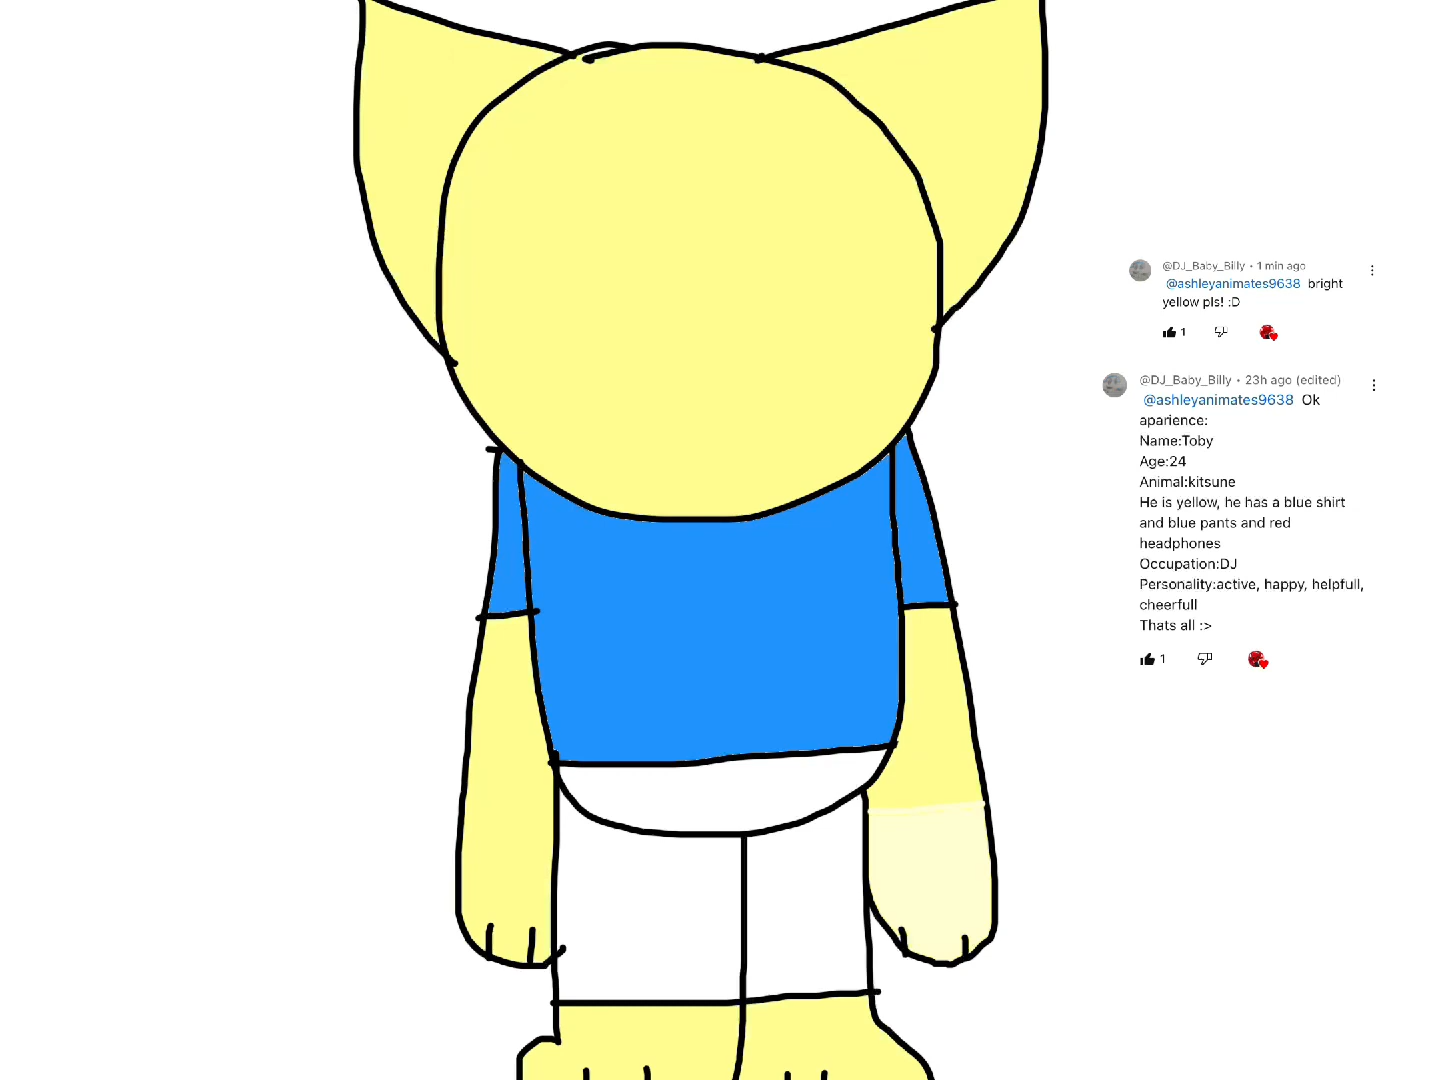 @DJ_Baby_Billy • 1 min ago
@ashleyanimates9638 bright
yellow pls! :D
1
@DJ_Baby_Billy • 23h ago (edited)
@ashleyanimates9638 Ok
aparience:
Name:Toby
Age:24
Animal:kitsune
He is yellow, he has a blue shirt
and blue pants and red
headphones
Occupation:DJ
Personality:active, happy, helpfull,
cheerfull
Thats all :>
1